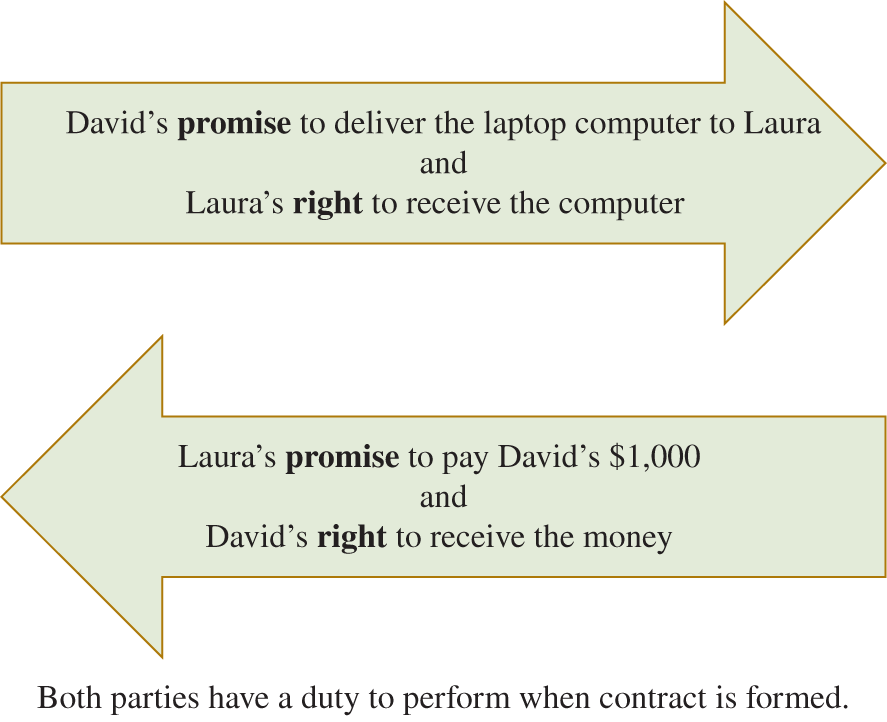 David’s promise to deliver the laptop computer to Laura
and
Laura’s right to receive the computer
Laura’s promise to pay David’s $1,000
and
David’s right to receive the money
Both parties have a duty to perform when contract is formed.